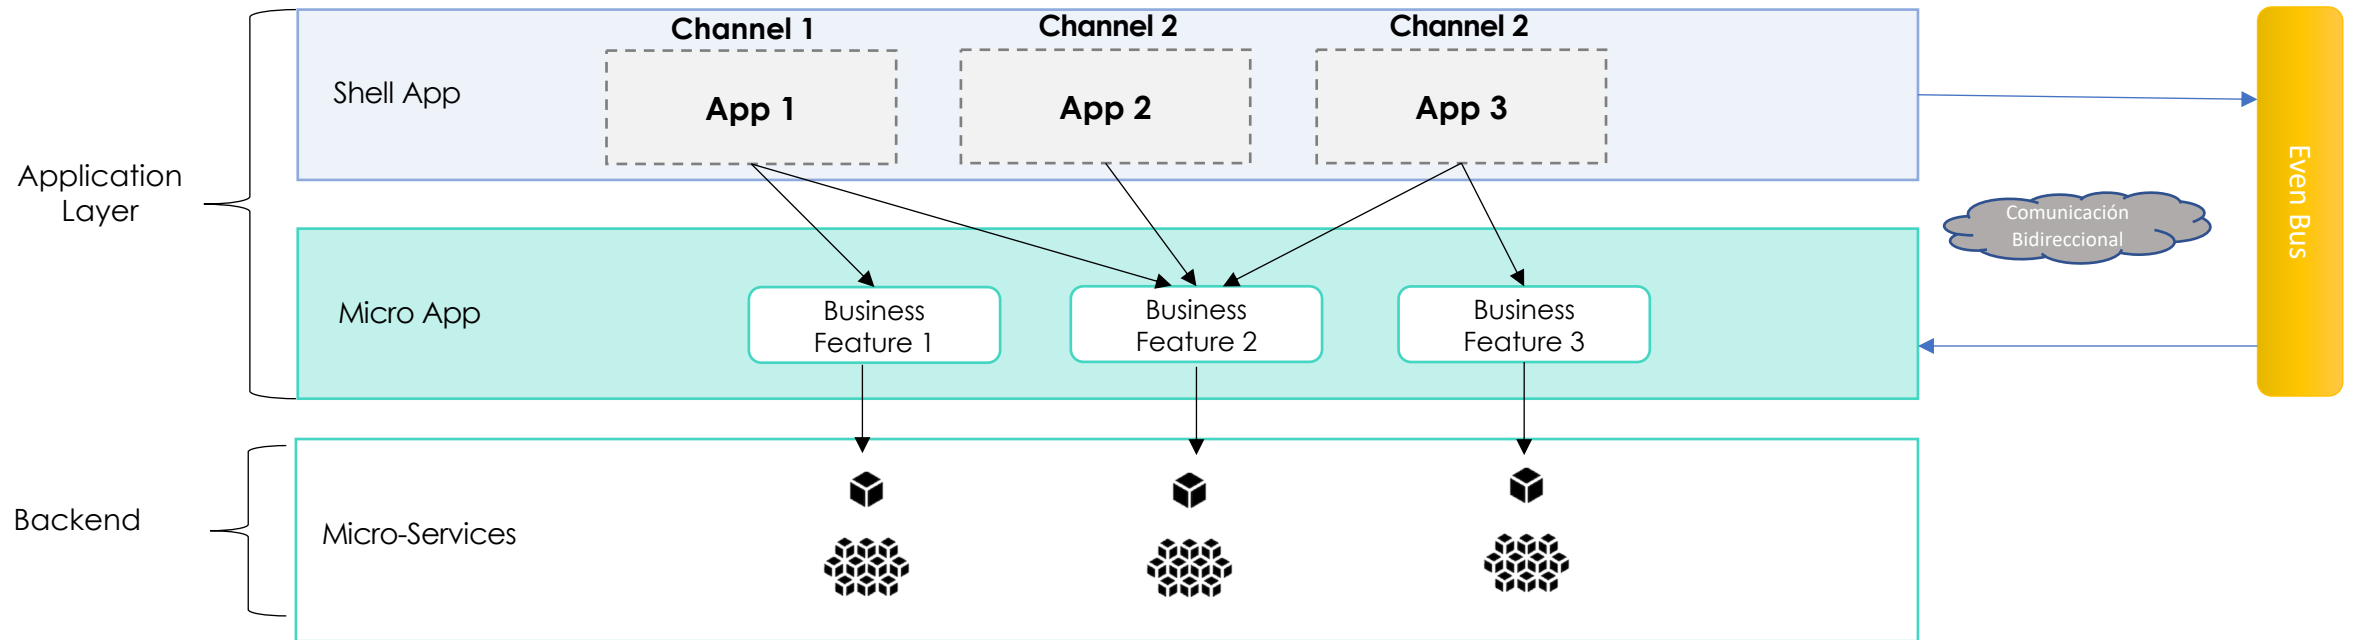 Channel 1
Channel 2
Channel 2
Shell App
App 1
App 2
App 3
Application
Layer
Even Bus
Comunicación
Bidireccional
Micro App
Business
Feature 1
Business
Feature 2
Business
Feature 3
Backend
Micro-Services